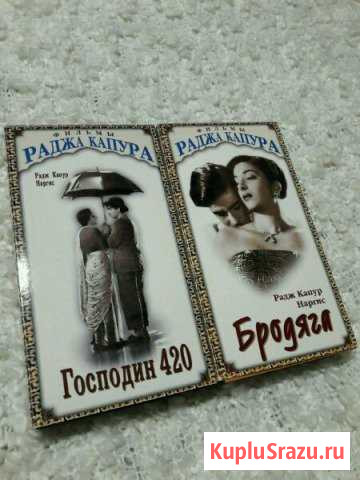 ФИЛЬМЫ
РАДЖА КАПУРА
Радж Капур
Наргис
Господин 420
ФИЛЬМЫ
РАДЖА КАПУРА
Радж Капур
Наргис
Бродяга
KupluSrazu.ru